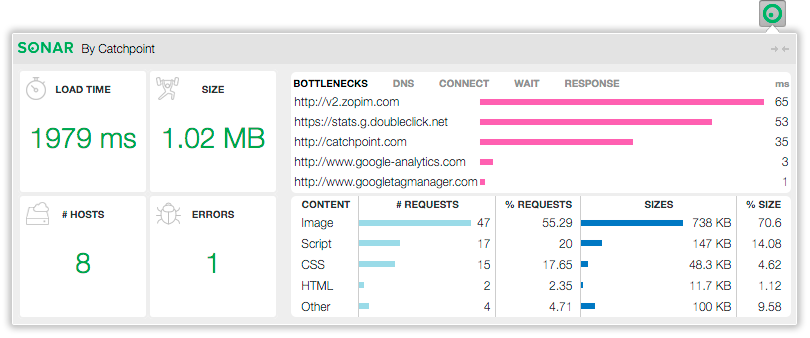 SONAR By Catchpoint
LOAD TIME
1979 ms
SIZE
1.02 MB
# HOSTS
8
ERRORS
1
BOTTLENECKS DNS CONNECT WAIT RESPONSE ms
http://v2.zopim.com 65
https://stats.g.doubleclick.net 53
http://catchpoint.com 35
http://www.google-analytics.com 3
http://www.googletagmanager.com 1
CONTENT # REQUESTS % REQUESTS SIZES % SIZE
Image 47 55.29 738 KB 70.6
Script 17 20 147 KB 14.08
CSS 15 17.65 48.3 KB 4.62
HTML 2 2.35 11.7 KB 1.12
Other 4 4.71 100 KB 9.58